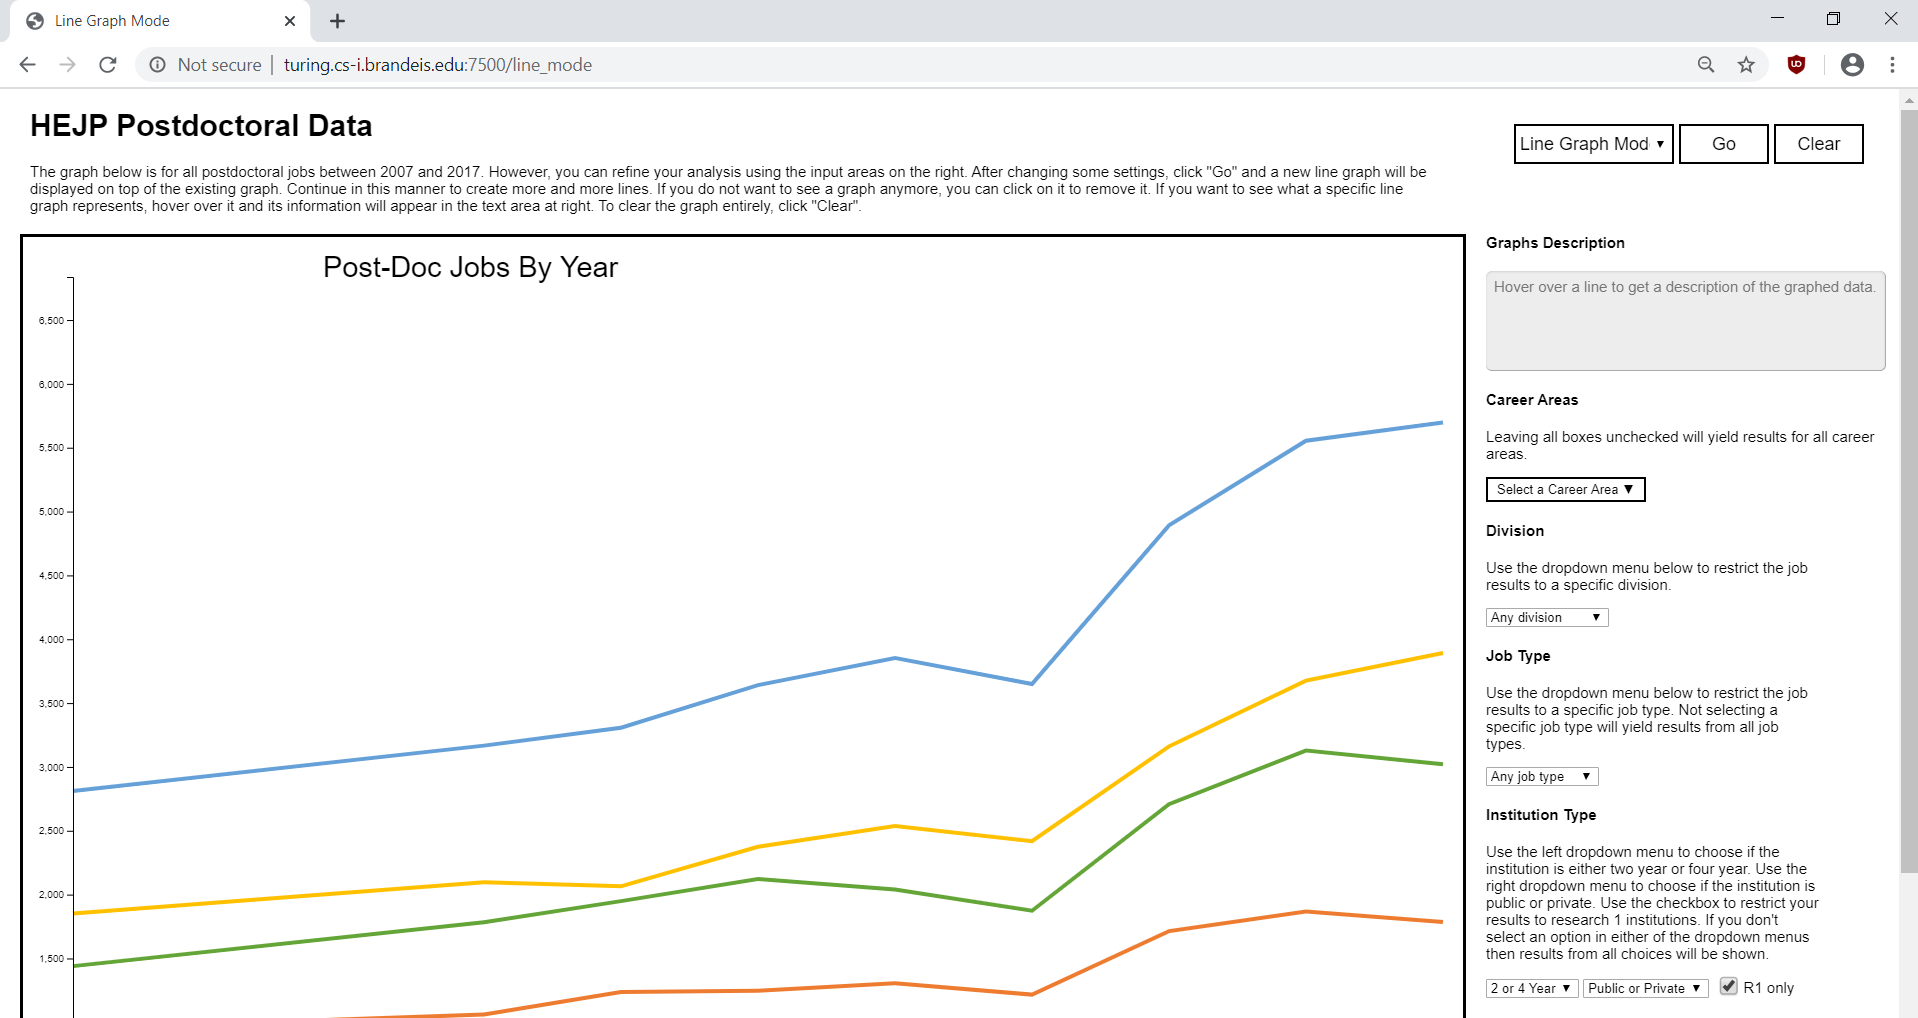 Line Graph Mode
Not secure | turing.cs-i.brandeis.edu:7500/line_mode
HEJP Postdoctoral Data
Line Graph Mod
Go
Clear
The graph below is for all postdoctoral jobs between 2007 and 2017. However, you can refine your analysis using the input areas on the right. After changing some settings, click "Go" and a new line graph will be
displayed on top of the existing graph. Continue in this manner to create more and more lines. If you do not want to see a graph anymore, you can click on it to remove it. If you want to see what a specific line
graph represents, hover over it and its information will appear in the text area at right. To clear the graph entirely, click "Clear".
Post-Doc Jobs By Year
6,500
6,000
5,500
5,000
4,500
4,000
3,500
3,000
2,500
2,000
1,500
Graphs Description
Hover over a line to get a description of the graphed data.
Career Areas
Leaving all boxes unchecked will yield results for all career
areas.
Select a Career Area
Division
Use the dropdown menu below to restrict the job
results to a specific division.
Any division
Job Type
Use the dropdown menu below to restrict the job
results to a specific job type. Not selecting a
specific job type will yield results from all job
types.
Any job type
Institution Type
Use the left dropdown menu to choose if the
institution is either two year or four year. Use the
right dropdown menu to choose if the institution is
public or private. Use the checkbox to restrict your
results to research 1 institutions. If you don't
select an option in either of the dropdown menus
then results from all choices will be shown.
2 or 4 Year
Public or Private
R1 only